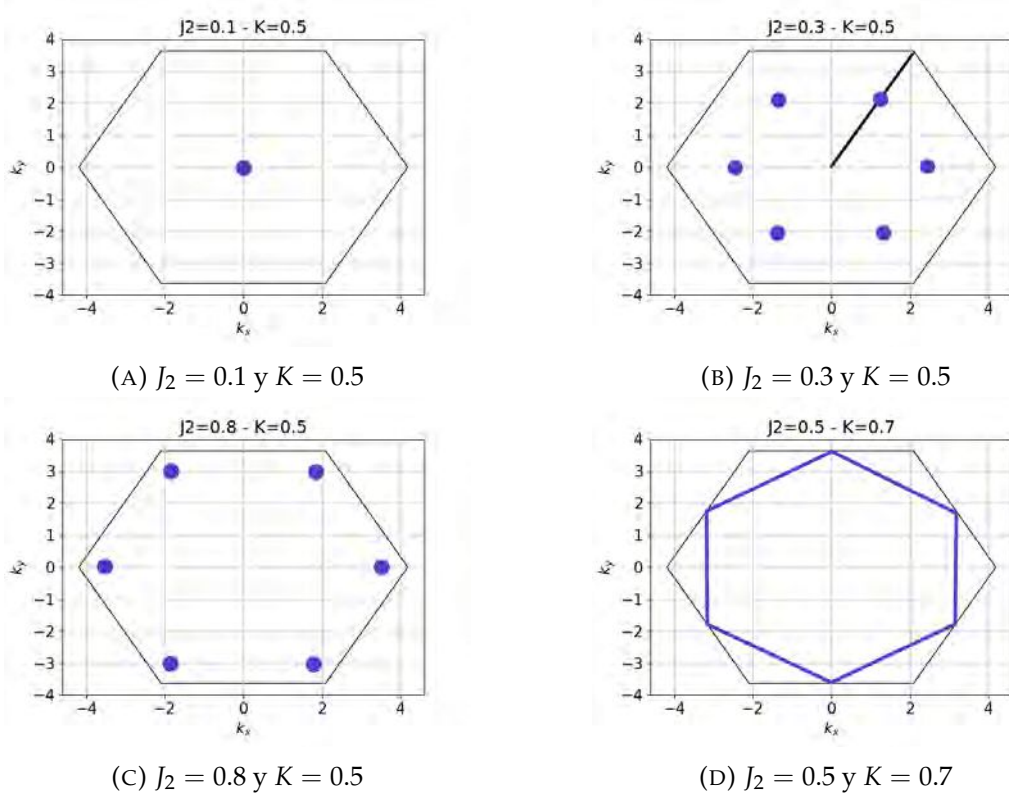 J2=0.1 - K=0.5
4
3
2
1
0
−1
−2
−3
−4
k_y
−4 −2 0 2 4
k_x
(A) J_2 = 0.1 y K = 0.5
J2=0.3 - K=0.5
4
3
2
1
0
−1
−2
−3
−4
k_y
−4 −2 0 2 4
k_x
(B) J_2 = 0.3 y K = 0.5
J2=0.8 - K=0.5
4
3
2
1
0
−1
−2
−3
−4
k_y
−4 −2 0 2 4
k_x
(C) J_2 = 0.8 y K = 0.5
J2=0.5 - K=0.7
4
3
2
1
0
−1
−2
−3
−4
k_y
−4 −2 0 2 4
k_x
(D) J_2 = 0.5 y K = 0.7